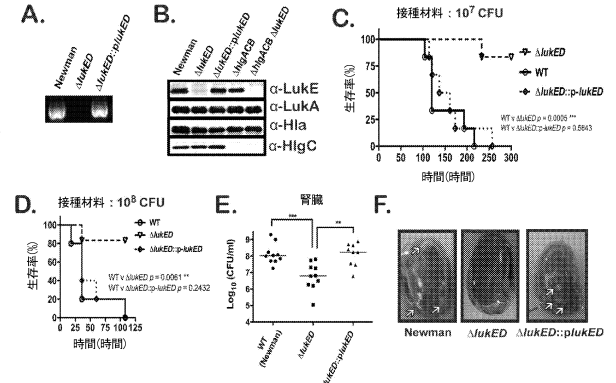 A.
Newman
ΔlukED
ΔlukED::plukED
B.
Newman
ΔlukED
ΔlukED::plukED
ΔhlgACB
ΔhlgACB ΔlukED
α-LukE
α-LukA
α-Hla
α-HlgC
C.
接種材料：10⁷ CFU
生存率(%)
100
80
60
40
20
0
0 50 100 150 200 250 300
時間(時間)
ΔlukED
WT
ΔlukED::p-lukED
WT v ΔlukED p = 0.0005 ***
WT v ΔlukED::p-lukED p = 0.5643
D.
接種材料：10⁸ CFU
生存率(%)
100
80
60
40
20
0
0 25 50 75 100 125
時間(時間)
WT
ΔlukED
ΔlukED::p-lukED
WT v ΔlukED p = 0.0061 **
WT v ΔlukED::p-lukED p = 0.2432
E.
腎臓
Log₁₀ (CFU/ml)
9
8
7
6
5
4
*** **
WT
(Newman)
ΔlukED
ΔlukED::plukED
F.
Newman
ΔlukED
ΔlukED::plukED